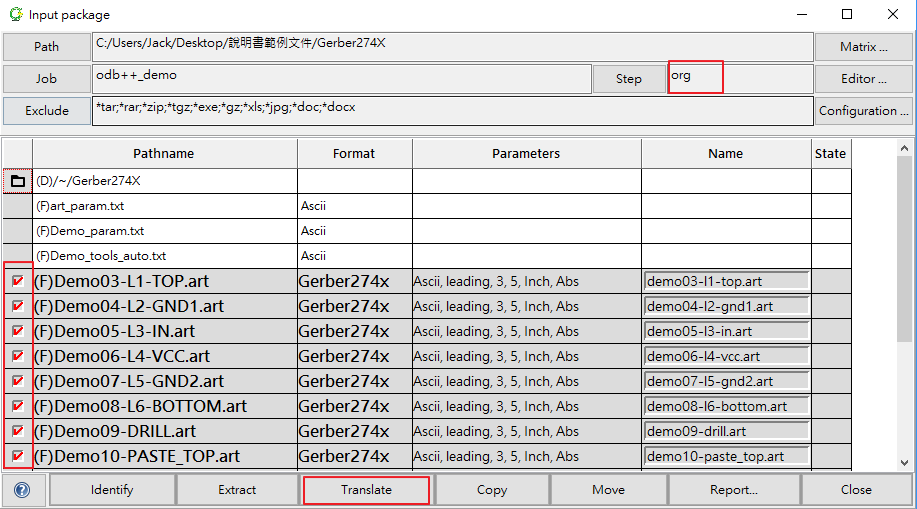 Input package
Path C:/Users/Jack/Desktop/說明書範例文件/Gerber274X Matrix ...
Job odb++_demo Step org Editor ...
Exclude *tar;*rar;*zip;*tgz;*exe;*gz;*xls;*jpg;*doc;*docx Configuration ...
Pathname Format Parameters Name State
(D)/~/Gerber274X
(F)art_param.txt Ascii
(F)Demo_param.txt Ascii
(F)Demo_tools_auto.txt Ascii
(F)Demo03-L1-TOP.art Gerber274x Ascii, leading, 3, 5, Inch, Abs demo03-l1-top.art
(F)Demo04-L2-GND1.art Gerber274x Ascii, leading, 3, 5, Inch, Abs demo04-l2-gnd1.art
(F)Demo05-L3-IN.art Gerber274x Ascii, leading, 3, 5, Inch, Abs demo05-l3-in.art
(F)Demo06-L4-VCC.art Gerber274x Ascii, leading, 3, 5, Inch, Abs demo06-l4-vcc.art
(F)Demo07-L5-GND2.art Gerber274x Ascii, leading, 3, 5, Inch, Abs demo07-l5-gnd2.art
(F)Demo08-L6-BOTTOM.art Gerber274x Ascii, leading, 3, 5, Inch, Abs demo08-l6-bottom.art
(F)Demo09-DRILL.art Gerber274x Ascii, leading, 3, 5, Inch, Abs demo09-drill.art
(F)Demo10-PASTE_TOP.art Gerber274x Ascii, leading, 3, 5, Inch, Abs demo10-paste_top.art
? Identify Extract Translate Copy Move Report... Close